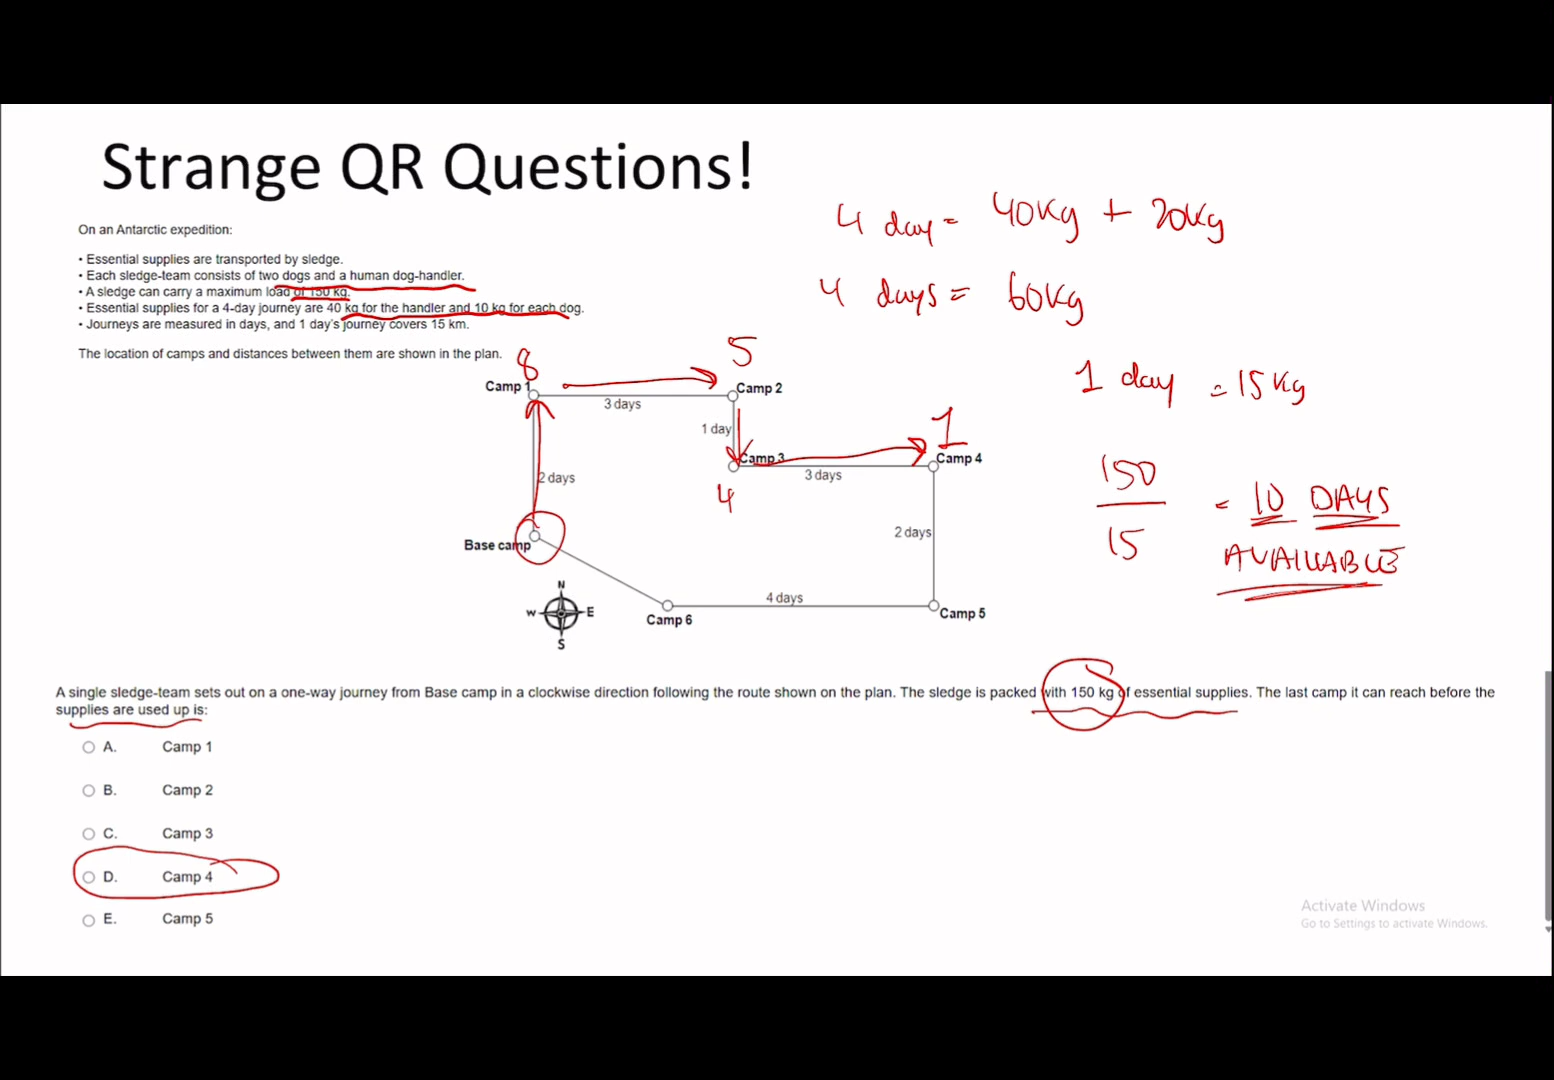 Strange QR Questions!
On an Antarctic expedition:
• Essential supplies are transported by sledge.
• Each sledge-team consists of two dogs and a human dog-handler.
• A sledge can carry a maximum load of 150 kg.
• Essential supplies for a 4-day journey are 40 kg for the handler and 10 kg for each dog.
• Journeys are measured in days, and 1 day's journey covers 15 km.
The location of camps and distances between them are shown in the plan.
4 day = 40kg + 20kg
4 days = 60kg
1 day = 15kg
150
15
= 10 DAYS
AVAILABLE
8
Camp 1
3 days
5
Camp 2
1 day
Camp 3
4
3 days
1
Camp 4
2 days
2 days
Base camp
N
W
E
S
Camp 6
4 days
Camp 5
A single sledge-team sets out on a one-way journey from Base camp in a clockwise direction following the route shown on the plan. The sledge is packed with 150 kg of essential supplies. The last camp it can reach before the
supplies are used up is:
A. Camp 1
B. Camp 2
C. Camp 3
D. Camp 4
E. Camp 5
Activate Windows
Go to Settings to activate Windows.